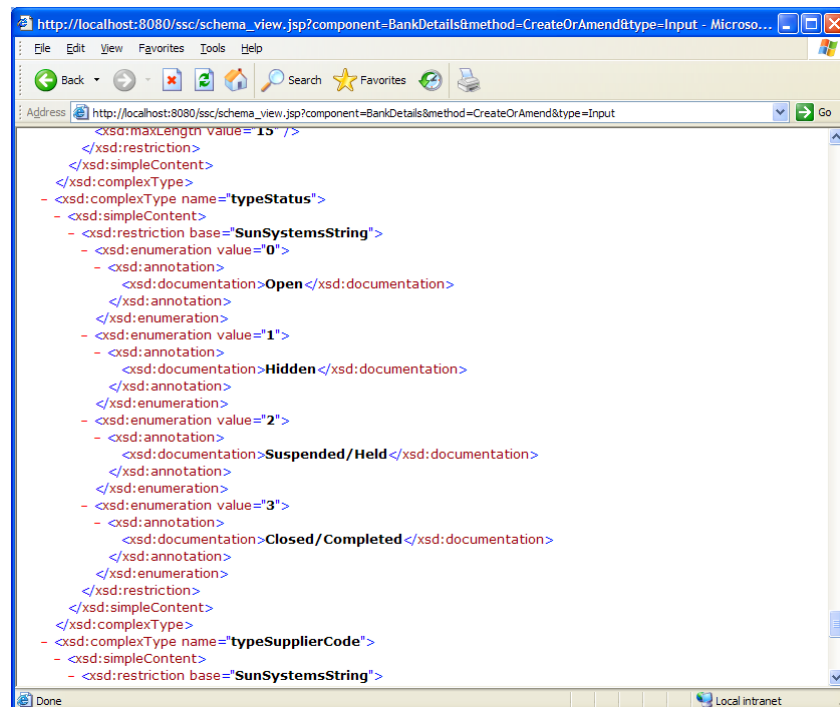 http://localhost:8080/ssc/schema_view.jsp?component=BankDetails&method=CreateOrAmend&type=Input - Microso...
File Edit View Favorites Tools Help
Back Search Favorites
Address http://localhost:8080/ssc/schema_view.jsp?component=BankDetails&method=CreateOrAmend&type=Input Go
<xsd:maxLength value="15" />
</xsd:restriction>
</xsd:simpleContent>
</xsd:complexType>
- <xsd:complexType name="typeStatus">
- <xsd:simpleContent>
- <xsd:restriction base="SunSystemsString">
- <xsd:enumeration value="0">
- <xsd:annotation>
<xsd:documentation>Open</xsd:documentation>
</xsd:annotation>
</xsd:enumeration>
- <xsd:enumeration value="1">
- <xsd:annotation>
<xsd:documentation>Hidden</xsd:documentation>
</xsd:annotation>
</xsd:enumeration>
- <xsd:enumeration value="2">
- <xsd:annotation>
<xsd:documentation>Suspended/Held</xsd:documentation>
</xsd:annotation>
</xsd:enumeration>
- <xsd:enumeration value="3">
- <xsd:annotation>
<xsd:documentation>Closed/Completed</xsd:documentation>
</xsd:annotation>
</xsd:enumeration>
</xsd:restriction>
</xsd:simpleContent>
</xsd:complexType>
- <xsd:complexType name="typeSupplierCode">
- <xsd:simpleContent>
- <xsd:restriction base="SunSystemsString">
Done Local intranet